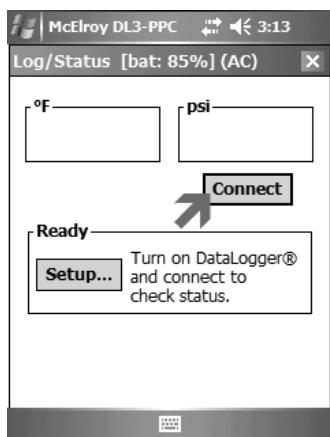 McElroy DL3-PPC 3:13
Log/Status [bat: 85%] (AC)
°F psi
Connect
Ready
Setup... Turn on DataLogger®
and connect to
check status.